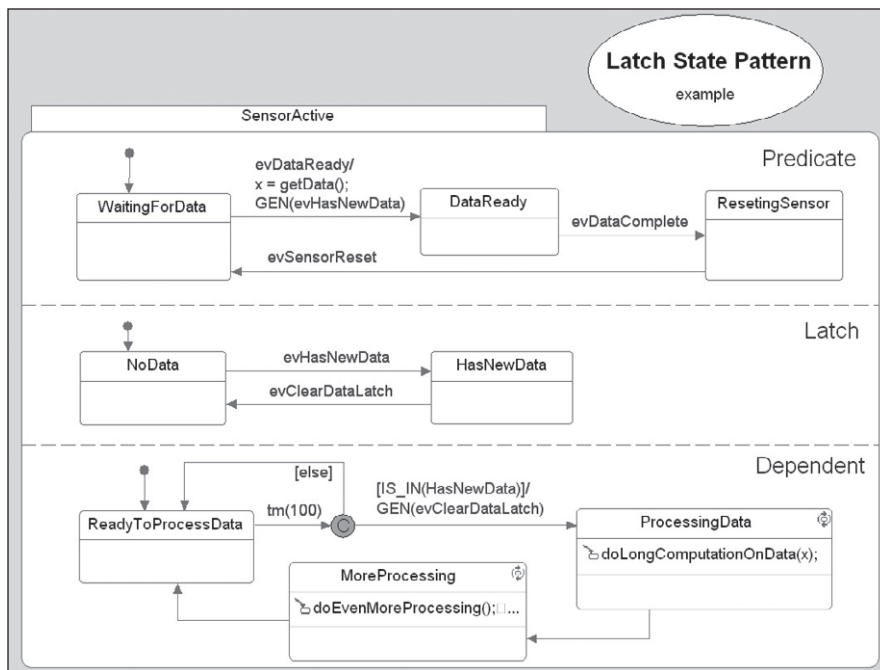 Latch State Pattern
example
SensorActive
Predicate
evDataReady/
x = getData();
GEN(evHasNewData)
WaitingForData
DataReady
ResetingSensor
evDataComplete
evSensorReset
Latch
NoData
evHasNewData
HasNewData
evClearDataLatch
Dependent
[else]
[IS_IN(HasNewData)]/
GEN(evClearDataLatch)
ReadyToProcessData
tm(100)
C
ProcessingData
doLongComputationOnData(x);
MoreProcessing
doEvenMoreProcessing();□...